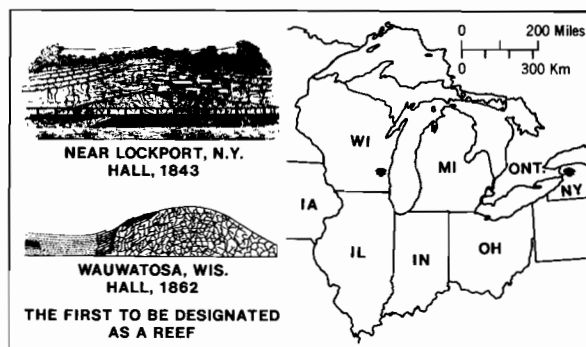 NEAR LOCKPORT, N.Y.
HALL, 1843
WAUWATOSA, WIS.
HALL, 1862
THE FIRST TO BE DESIGNATED
AS A REEF
0 200 Miles
0 300 Km
WI
MI
ONT.
NY
IA
IL
IN
OH